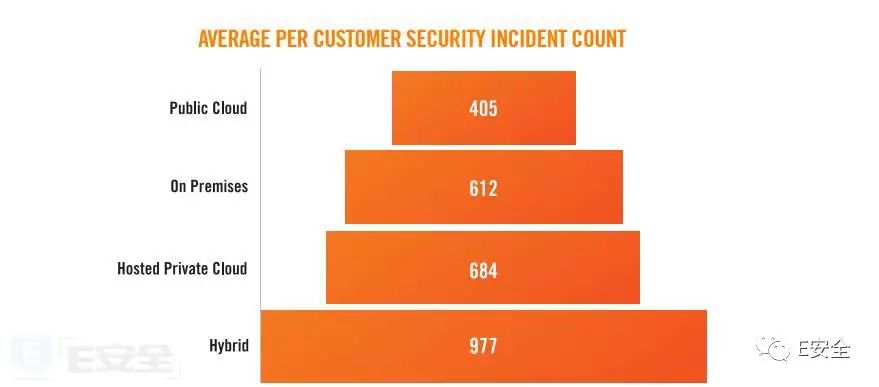 AVERAGE PER CUSTOMER SECURITY INCIDENT COUNT
Public Cloud 405
On Premises 612
Hosted Private Cloud 684
Hybrid 977
E E安全
E安全